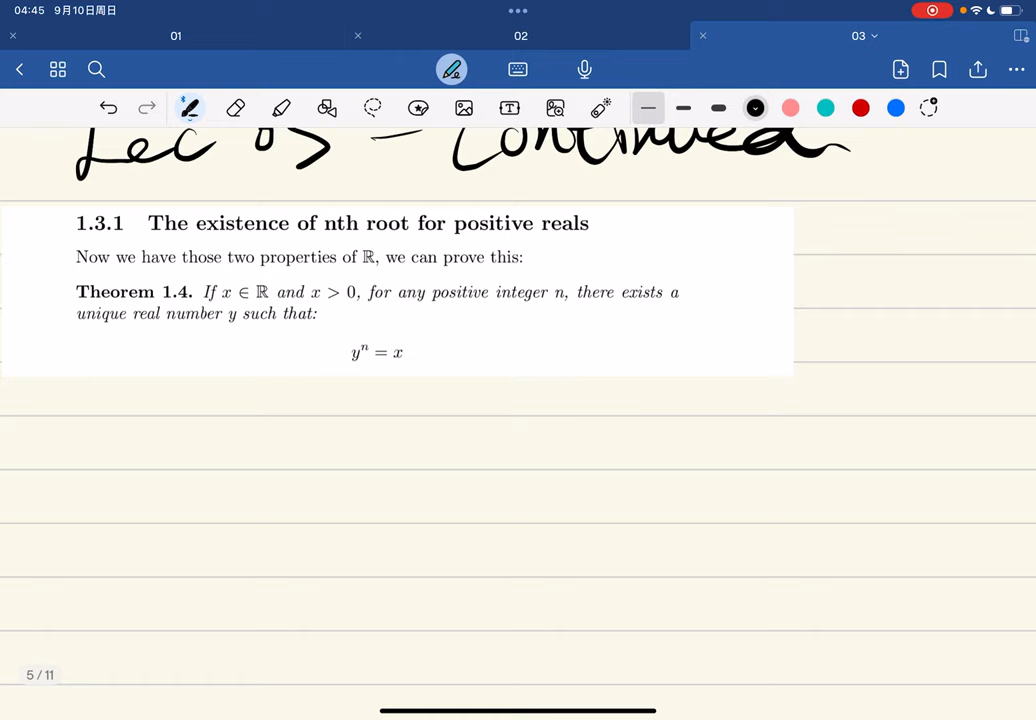 04:45 9月10日周日
01
02
03
Lec 03 - Continued
1.3.1 The existence of nth root for positive reals
Now we have those two properties of ℝ, we can prove this:
Theorem 1.4. If x ∈ ℝ and x > 0, for any positive integer n, there exists a
unique real number y such that:
yⁿ = x
5 / 11